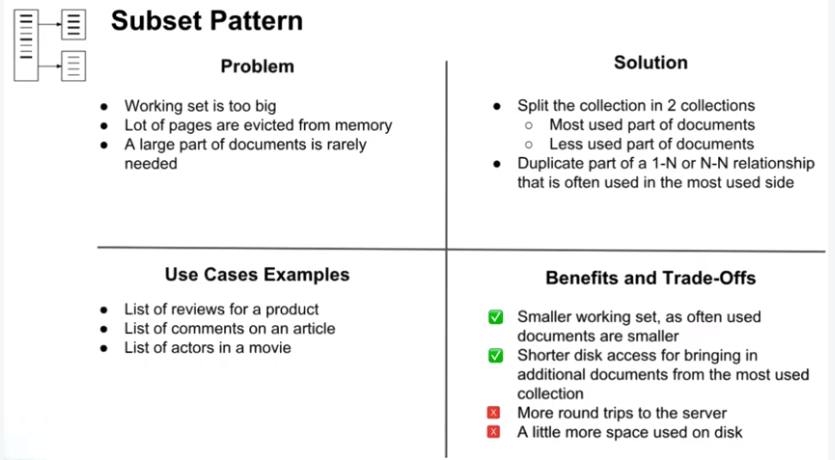 Subset Pattern
Problem
● Working set is too big
● Lot of pages are evicted from memory
● A large part of documents is rarely
needed
Solution
● Split the collection in 2 collections
○ Most used part of documents
○ Less used part of documents
● Duplicate part of a 1-N or N-N relationship
that is often used in the most used side
Use Cases Examples
● List of reviews for a product
● List of comments on an article
● List of actors in a movie
Benefits and Trade-Offs
✅ Smaller working set, as often used
documents are smaller
✅ Shorter disk access for bringing in
additional documents from the most used
collection
❌ More round trips to the server
❌ A little more space used on disk